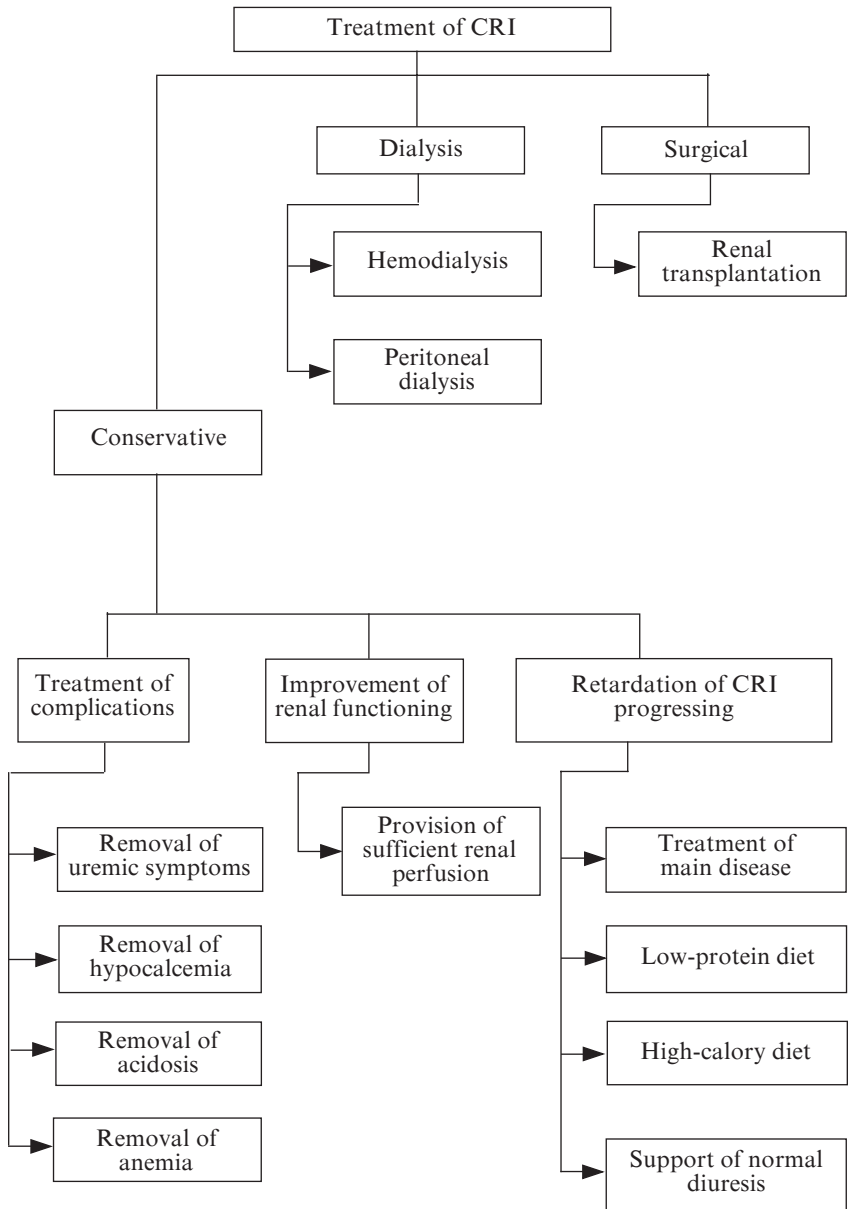 Treatment of CRI
Dialysis
Surgical
Hemodialysis
Renal
transplantation
Peritoneal
dialysis
Conservative
Treatment of
complications
Improvement of
renal functioning
Retardation of CRI
progressing
Removal of
uremic symptoms
Provision of
sufficient renal
perfusion
Treatment of
main disease
Removal of
hypocalcemia
Low-protein diet
Removal of
acidosis
High-calory diet
Removal of
anemia
Support of normal
diuresis